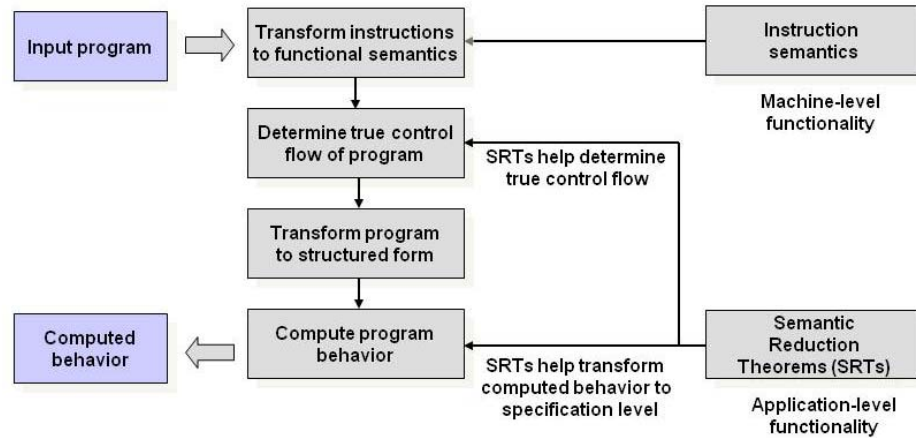 Input program
Transform instructions
to functional semantics
Instruction
semantics
Machine-level
functionality
Determine true control
flow of program
SRTs help determine
true control flow
Transform program
to structured form
Computed
behavior
Compute program
behavior
SRTs help transform
computed behavior to
specification level
Semantic
Reduction
Theorems (SRTs)
Application-level
functionality